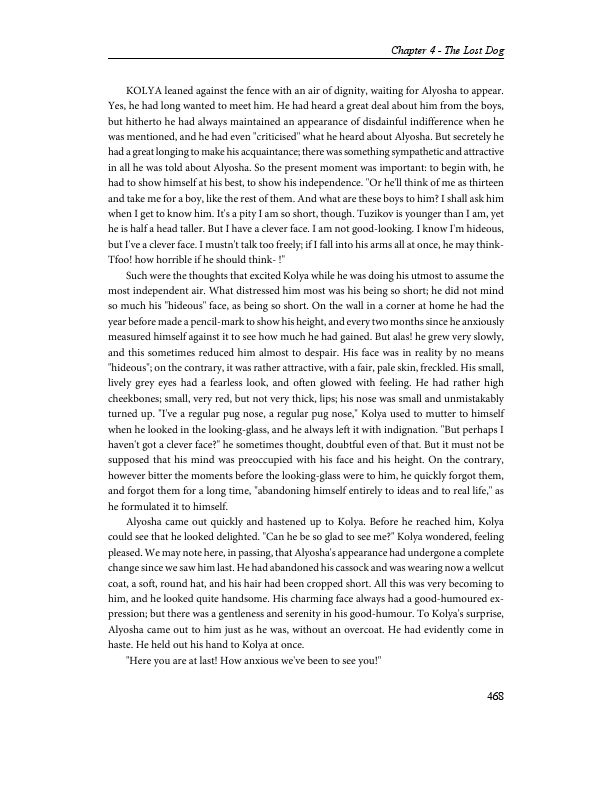 Chapter 4 - The Lost Dog
KOLYA leaned against the fence with an air of dignity, waiting for Alyosha to appear.
Yes, he had long wanted to meet him. He had heard a great deal about him from the boys,
but hitherto he had always maintained an appearance of disdainful indifference when he
was mentioned, and he had even "criticised" what he heard about Alyosha. But secretely he
had a great longing to make his acquaintance; there was something sympathetic and attractive
in all he was told about Alyosha. So the present moment was important: to begin with, he
had to show himself at his best, to show his independence. "Or he'll think of me as thirteen
and take me for a boy, like the rest of them. And what are these boys to him? I shall ask him
when I get to know him. It's a pity I am so short, though. Tuzikov is younger than I am, yet
he is half a head taller. But I have a clever face. I am not good-looking. I know I'm hideous,
but I've a clever face. I mustn't talk too freely; if I fall into his arms all at once, he may think-
Tfoo! how horrible if he should think- !"
Such were the thoughts that excited Kolya while he was doing his utmost to assume the
most independent air. What distressed him most was his being so short; he did not mind
so much his "hideous" face, as being so short. On the wall in a corner at home he had the
year before made a pencil-mark to show his height, and every two months since he anxiously
measured himself against it to see how much he had gained. But alas! he grew very slowly,
and this sometimes reduced him almost to despair. His face was in reality by no means
"hideous"; on the contrary, it was rather attractive, with a fair, pale skin, freckled. His small,
lively grey eyes had a fearless look, and often glowed with feeling. He had rather high
cheekbones; small, very red, but not very thick, lips; his nose was small and unmistakably
turned up. "I've a regular pug nose, a regular pug nose," Kolya used to mutter to himself
when he looked in the looking-glass, and he always left it with indignation. "But perhaps I
haven't got a clever face?" he sometimes thought, doubtful even of that. But it must not be
supposed that his mind was preoccupied with his face and his height. On the contrary,
however bitter the moments before the looking-glass were to him, he quickly forgot them,
and forgot them for a long time, "abandoning himself entirely to ideas and to real life," as
he formulated it to himself.
Alyosha came out quickly and hastened up to Kolya. Before he reached him, Kolya
could see that he looked delighted. "Can he be so glad to see me?" Kolya wondered, feeling
pleased. We may note here, in passing, that Alyosha's appearance had undergone a complete
change since we saw him last. He had abandoned his cassock and was wearing now a wellcut
coat, a soft, round hat, and his hair had been cropped short. All this was very becoming to
him, and he looked quite handsome. His charming face always had a good-humoured ex-
pression; but there was a gentleness and serenity in his good-humour. To Kolya's surprise,
Alyosha came out to him just as he was, without an overcoat. He had evidently come in
haste. He held out his hand to Kolya at once.
"Here you are at last! How anxious we've been to see you!"
468